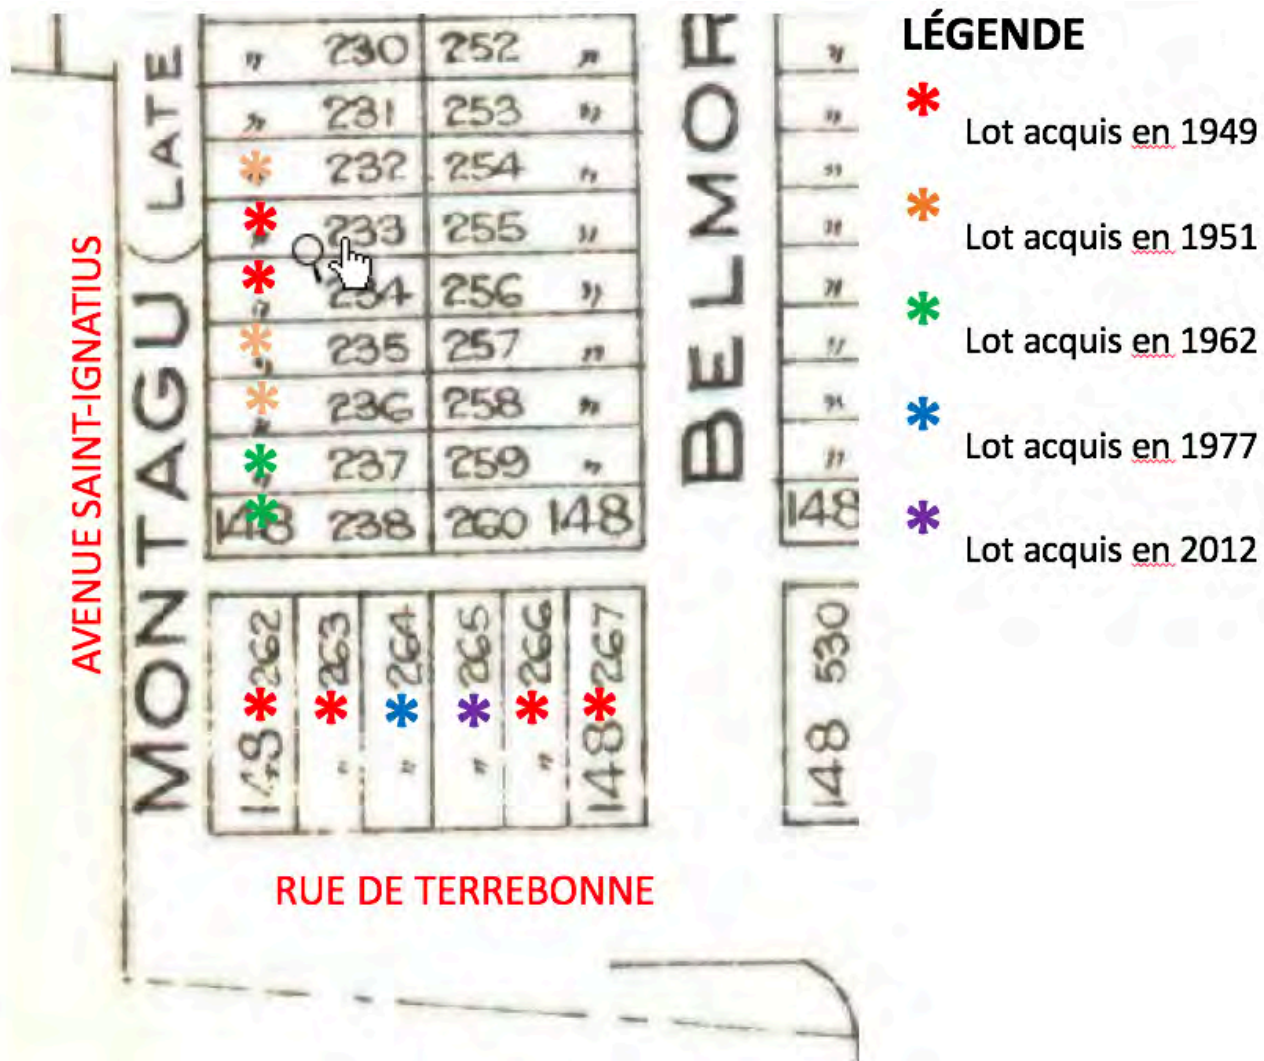 LÉGENDE
Lot acquis en 1949
Lot acquis en 1951
Lot acquis en 1962
Lot acquis en 1977
Lot acquis en 2012
AVENUE SAINT-IGNATIUS
MONTAGU (LATE
BELMOR
" 230 252 " "
" 231 253 " "
" 232 254 " "
" 233 255 " "
" 234 256 " "
" 235 257 " "
" 236 258 " "
" 237 259 " "
148 238 260 148 148
148 262
" 263
" 264
" 265
" 266
148 267
148 530
RUE DE TERREBONNE